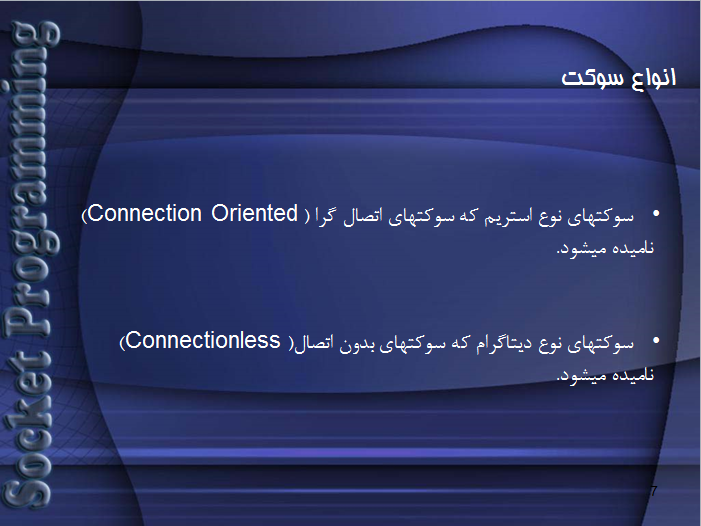 انواع سوکت
• سوکتهای نوع استریم که سوکتهای اتصال گرا ( Connection Oriented)
نامیده میشود.
• سوکتهای نوع دیتاگرام که سوکتهای بدون اتصال( Connectionless)
نامیده میشود.
7
Socket Programming